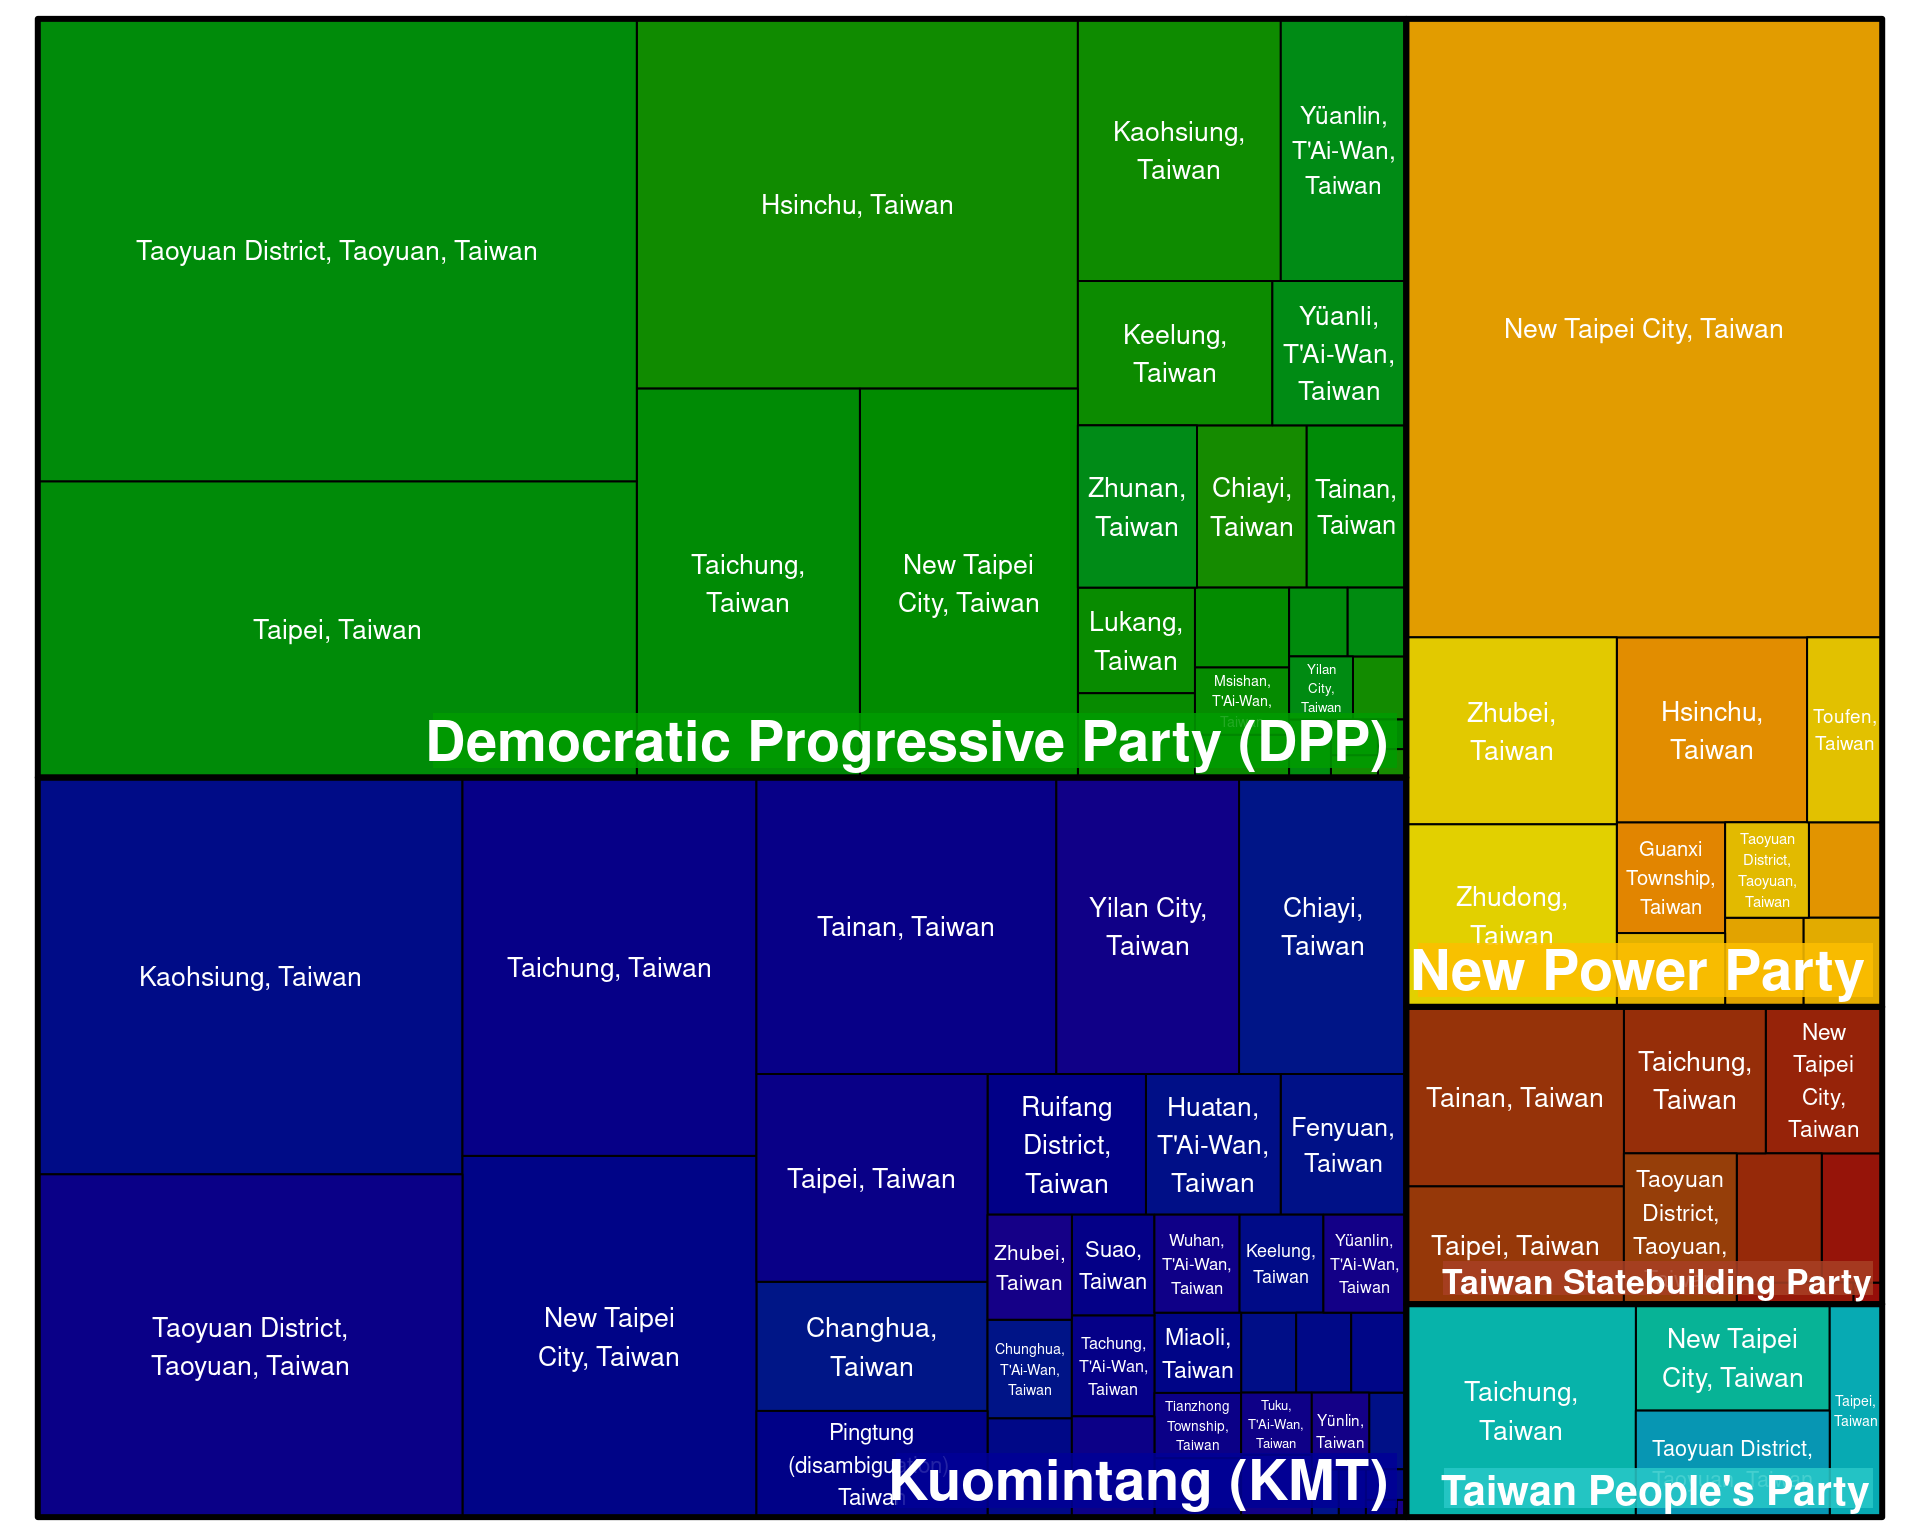 Taoyuan District, Taoyuan, Taiwan
Taipei, Taiwan
Hsinchu, Taiwan
Taichung,
Taiwan
New Taipei
City, Taiwan
Kaohsiung,
Taiwan
Yüanlin,
T'Ai-Wan,
Taiwan
Keelung,
Taiwan
Yüanli,
T'Ai-Wan,
Taiwan
Zhunan,
Taiwan
Chiayi,
Taiwan
Tainan,
Taiwan
Lukang,
Taiwan
Msishan,
T'Ai-Wan,
Taiwan
Yilan
City,
Taiwan
Democratic Progressive Party (DPP)
Kaohsiung, Taiwan
Taoyuan District,
Taoyuan, Taiwan
Taichung, Taiwan
New Taipei
City, Taiwan
Tainan, Taiwan
Yilan City,
Taiwan
Chiayi,
Taiwan
Taipei, Taiwan
Changhua,
Taiwan
Pingtung
(disambiguation)
Taiwan
Ruifang
District,
Taiwan
Huatan,
T'Ai-Wan,
Taiwan
Fenyuan,
Taiwan
Zhubei,
Taiwan
Suao,
Taiwan
Wuhan,
T'Ai-Wan,
Taiwan
Keelung,
Taiwan
Yüanlin,
T'Ai-Wan,
Taiwan
Chunghua,
T'Ai-Wan,
Taiwan
Tachung,
T'Ai-Wan,
Taiwan
Miaoli,
Taiwan
Tianzhong
Township,
Taiwan
Tuku,
T'Ai-Wan,
Taiwan
Yünlin,
Taiwan
Kuomintang (KMT)
New Taipei City, Taiwan
Zhubei,
Taiwan
Hsinchu,
Taiwan
Toufen,
Taiwan
Zhudong,
Taiwan
Guanxi
Township,
Taiwan
Taoyuan
District,
Taoyuan,
Taiwan
New Power Party
Tainan, Taiwan
Taichung,
Taiwan
New
Taipei
City,
Taiwan
Taipei, Taiwan
Taoyuan
District,
Taoyuan,
Taiwan Statebuilding Party
Taichung,
Taiwan
New Taipei
City, Taiwan
Taipei,
Taiwan
Taoyuan District,
Taoyuan, Taiwan
Taiwan People's Party